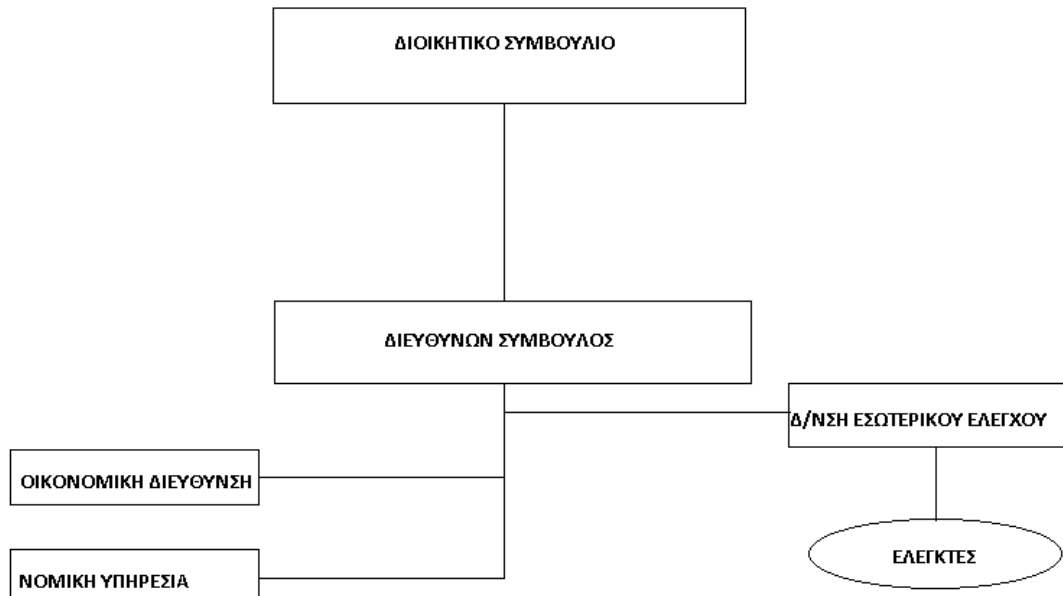 ΔΙΟΙΚΗΤΙΚΟ ΣΥΜΒΟΥΛΙΟ
ΔΙΕΥΘΥΝΩΝ ΣΥΜΒΟΥΛΟΣ
Δ/ΝΣΗ ΕΣΩΤΕΡΙΚΟΥ ΕΛΕΓΧΟΥ
ΟΙΚΟΝΟΜΙΚΗ ΔΙΕΥΘΥΝΣΗ
ΕΛΕΓΚΤΕΣ
ΝΟΜΙΚΗ ΥΠΗΡΕΣΙΑ